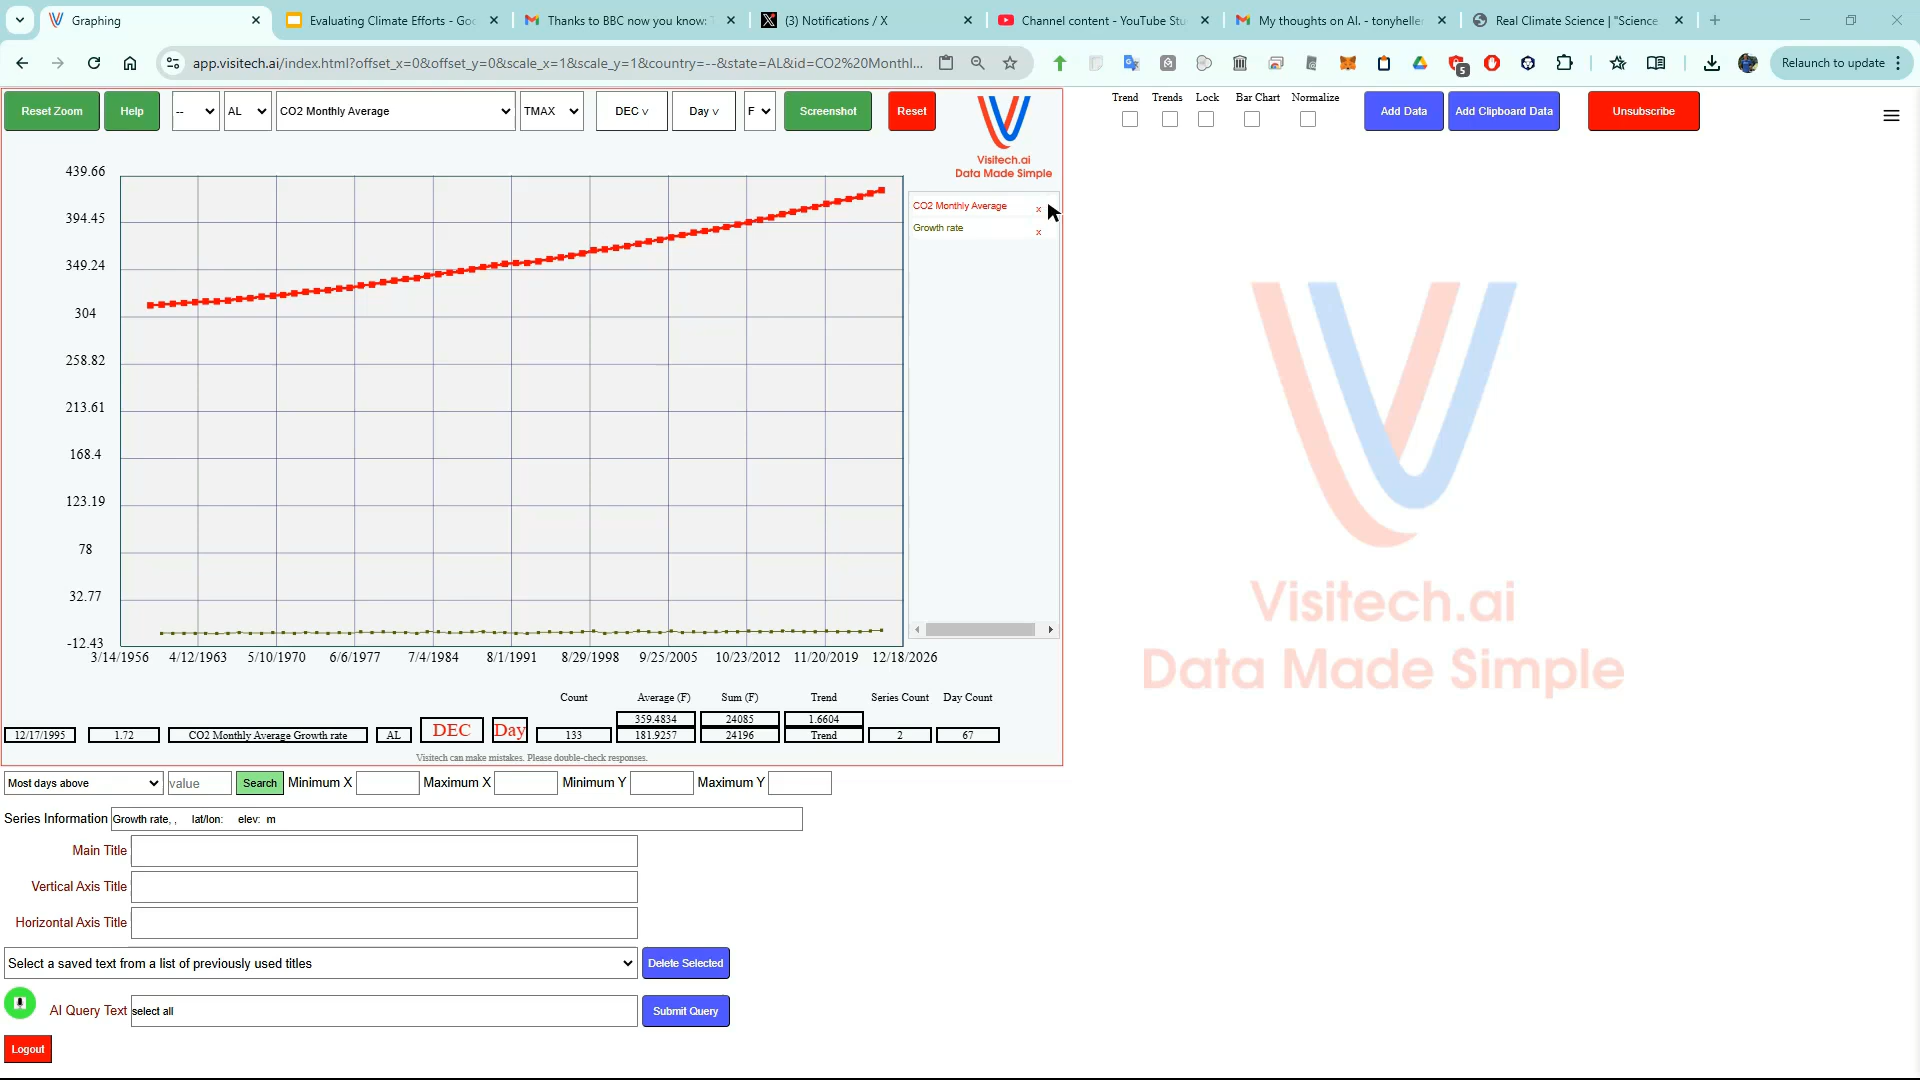 Graphing
Evaluating Climate Efforts - Goo
Thanks to BBC now you know:
(3) Notifications / X
Channel content - YouTube Stu
My thoughts on AI. - tonyheller
Real Climate Science | "Science
app.visitech.ai/index.html?offset_x=0&offset_y=0&scale_x=1&scale_y=1&country=--&state=AL&id=CO2%20Monthl...
5
Relaunch to update
Reset Zoom
Help
--
AL
CO2 Monthly Average
TMAX
DEC v
Day v
F
Screenshot
Reset
Trend
Trends
Lock
Bar Chart
Normalize
Add Data
Add Clipboard Data
Unsubscribe
Visitech.ai
Data Made Simple
CO2 Monthly Average x
Growth rate x
439.66
394.45
349.24
304
258.82
213.61
168.4
123.19
78
32.77
-12.43
3/14/1956
4/12/1963
5/10/1970
6/6/1977
7/4/1984
8/1/1991
8/29/1998
9/25/2005
10/23/2012
11/20/2019
12/18/2026
Visitech.ai
Data Made Simple
Count
Average (F)
Sum (F)
Trend
Series Count
Day Count
359.4834
24085
1.6604
12/17/1995
1.72
CO2 Monthly Average Growth rate
AL
DEC
Day
133
181.9257
24196
Trend
2
67
Visitech can make mistakes. Please double-check responses.
Most days above
value
Search
Minimum X
Maximum X
Minimum Y
Maximum Y
Series Information Growth rate, , lat/lon: elev: m
Main Title
Vertical Axis Title
Horizontal Axis Title
Select a saved text from a list of previously used titles
Delete Selected
AI Query Text select all
Submit Query
Logout